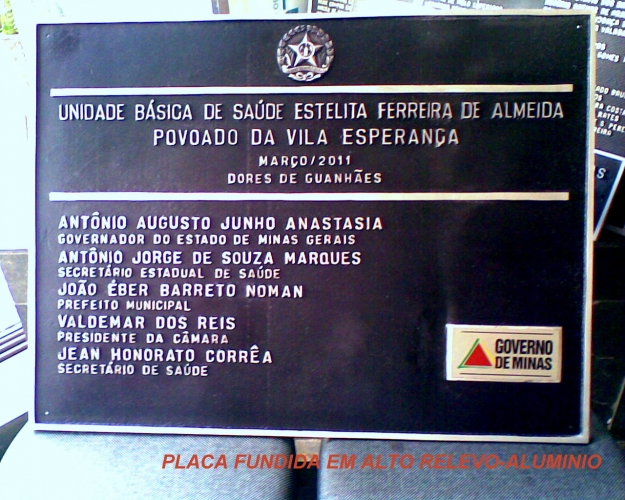 UNIDADE BÁSICA DE SAÚDE ESTELITA FERREIRA DE ALMEIDA
POVOADO DA VILA ESPERANÇA
MARÇO/2011
DORES DE GUANHÃES
ANTÔNIO AUGUSTO JUNHO ANASTASIA
GOVERNADOR DO ESTADO DE MINAS GERAIS
ANTÔNIO JORGE DE SOUZA MARQUES
SECRETÁRIO ESTADUAL DE SAÚDE
JOÃO ÉBER BARRETO NOMAN
PREFEITO MUNICIPAL
VALDEMAR DOS REIS
PRESIDENTE DA CÂMARA
JEAN HONORATO CORRÊA
SECRETÁRIO DE SAÚDE
GOVERNO
DE MINAS
PLACA FUNDIDA EM ALTO RELEVO-ALUMINIO